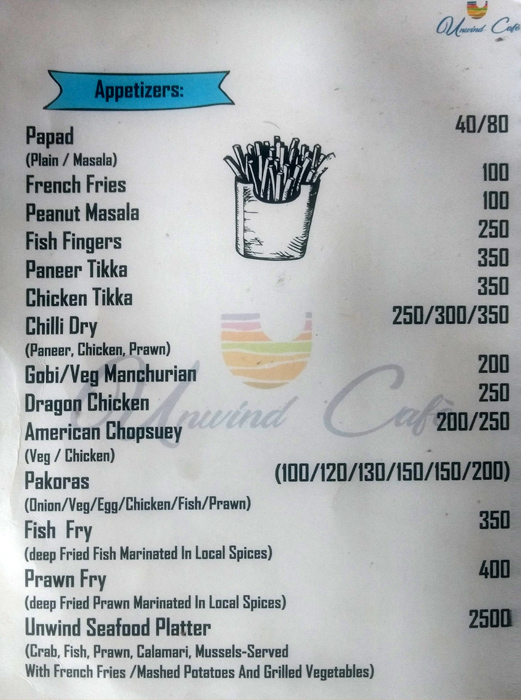 Unwind Cafè
Appetizers:
Papad 40/80
(Plain / Masala)
French Fries 100
Peanut Masala 100
Fish Fingers 250
Paneer Tikka 350
Chicken Tikka 350
Chilli Dry 250/300/350
(Paneer, Chicken, Prawn)
Gobi/Veg Manchurian 200
Dragon Chicken 250
Unwind Cafè
American Chopsuey 200/250
(Veg / Chicken)
Pakoras (100/120/130/150/150/200)
(Onion/Veg/Egg/Chicken/Fish/Prawn)
Fish Fry 350
(deep Fried Fish Marinated In Local Spices)
Prawn Fry 400
(deep Fried Prawn Marinated In Local Spices)
Unwind Seafood Platter 2500
(Crab, Fish, Prawn, Calamari, Mussels-Served
With French Fries /Mashed Potatoes And Grilled Vegetables)